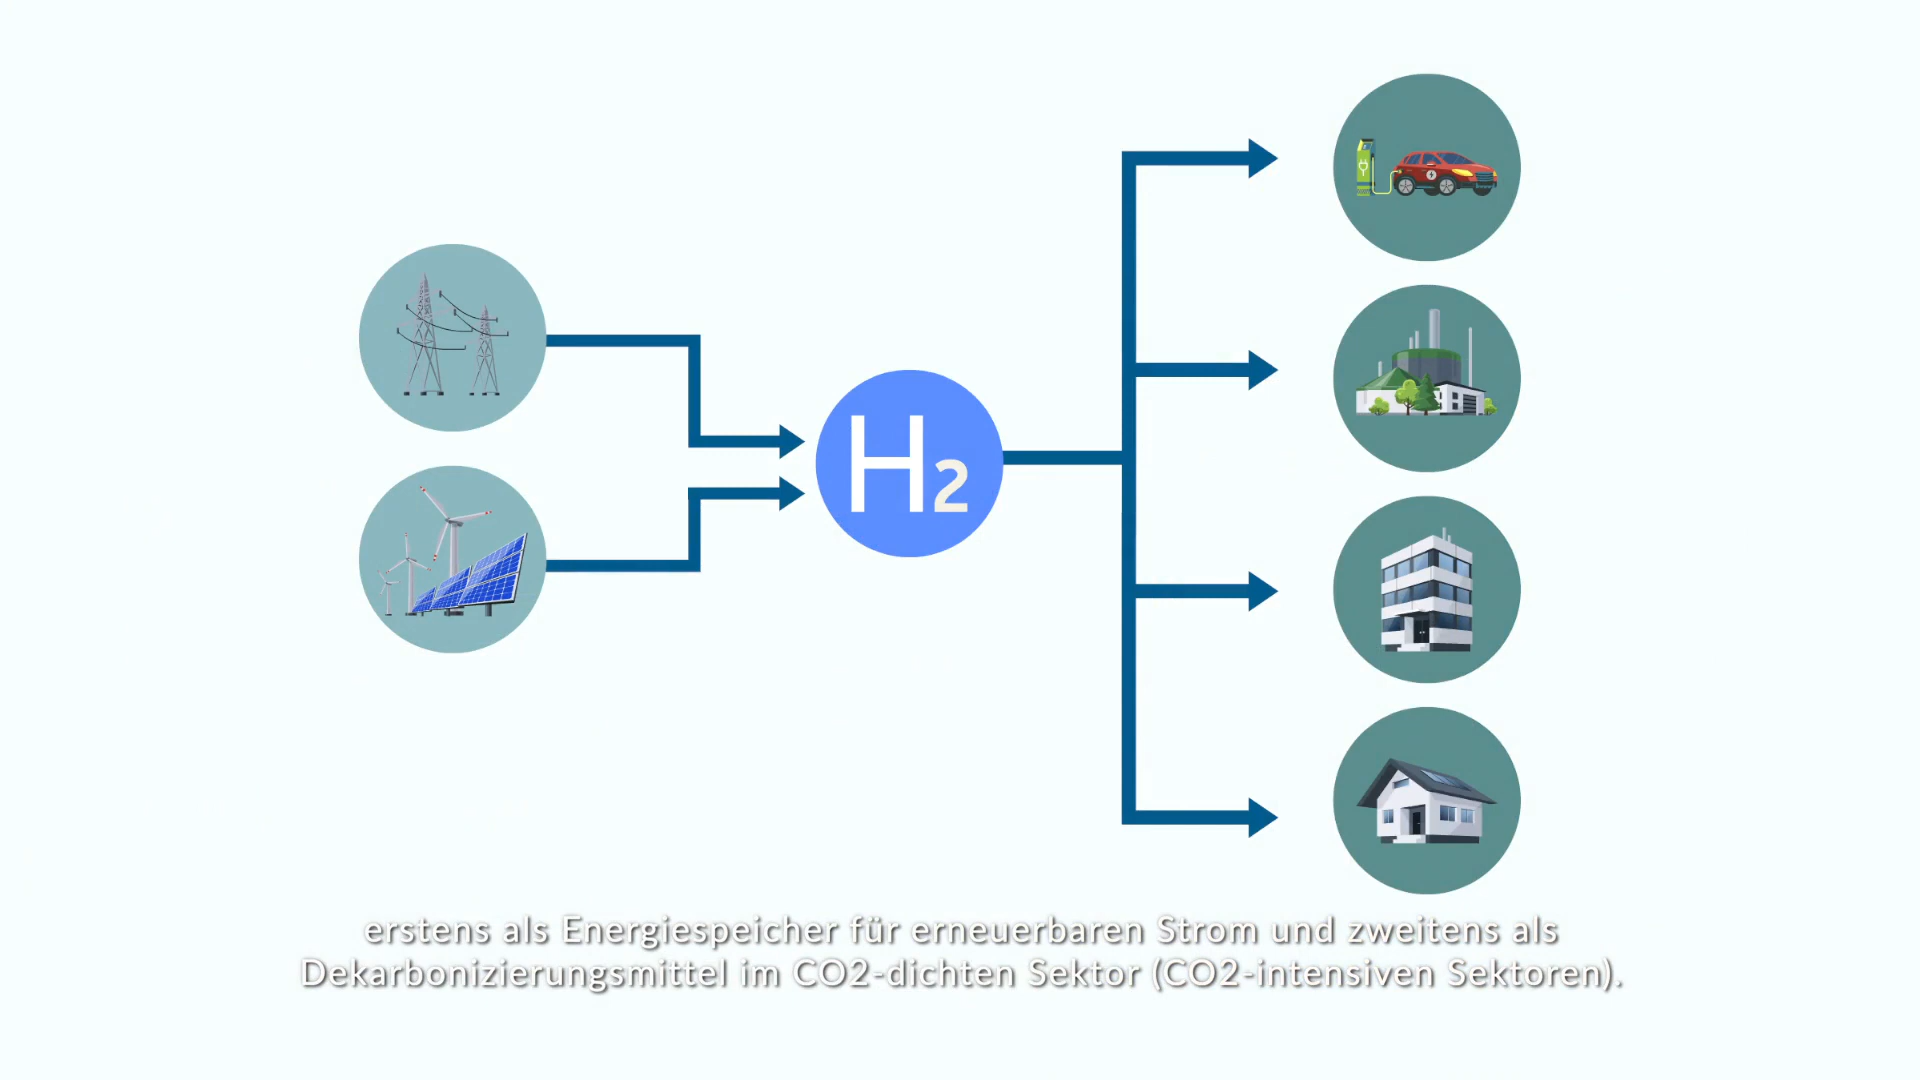 H2
erstens als Energiespeicher für erneuerbaren Strom und zweitens als
Dekarbonizierungsmittel im CO2-dichten Sektor (CO2-intensiven Sektoren).